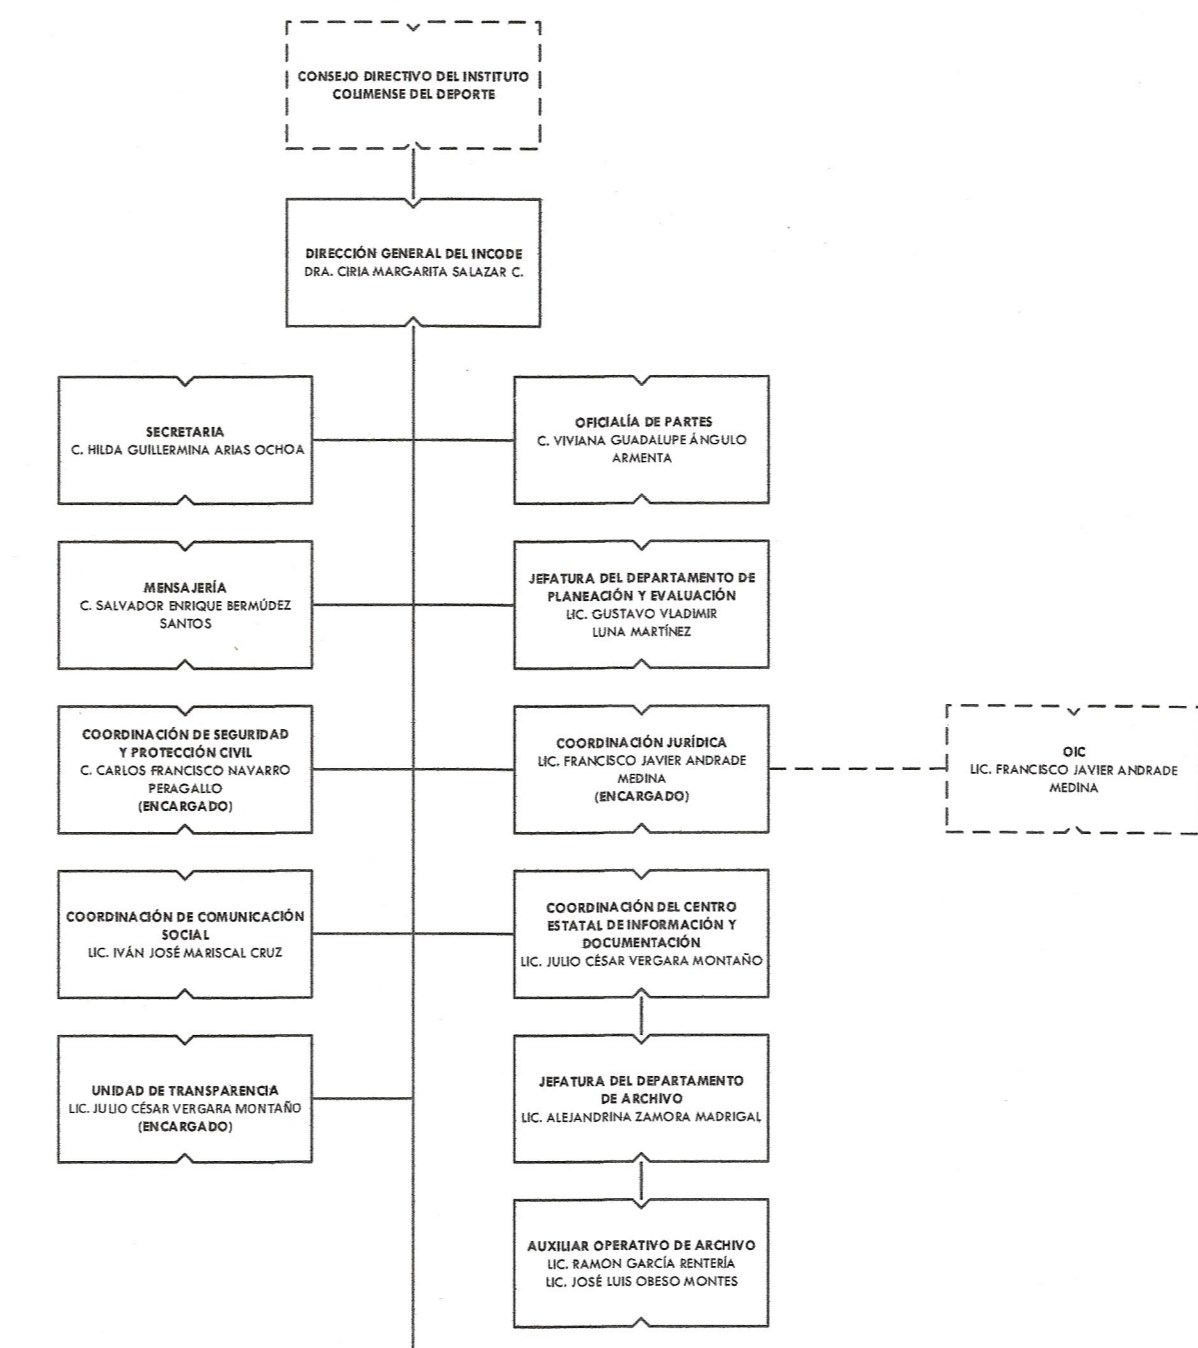 CONSEJO DIRECTIVO DEL INSTITUTO
COLIMENSE DEL DEPORTE
DIRECCIÓN GENERAL DEL INCODE
DRA. CIRIA MARGARITA SALAZAR C.
SECRETARIA
C. HILDA GUILLERMINA ARIAS OCHOA
OFICIALÍA DE PARTES
C. VIVIANA GUADALUPE ÁNGULO
ARMENTA
MENSAJERÍA
C. SALVADOR ENRIQUE BERMÚDEZ
SANTOS
JEFATURA DEL DEPARTAMENTO DE
PLANEACIÓN Y EVALUACIÓN
LIC. GUSTAVO VLADIMIR
LUNA MARTÍNEZ
COORDINACIÓN DE SEGURIDAD
Y PROTECCIÓN CIVIL
C. CARLOS FRANCISCO NAVARRO
PERAGALLO
(ENCARGADO)
COORDINACIÓN JURÍDICA
LIC. FRANCISCO JAVIER ANDRADE
MEDINA
(ENCARGADO)
OIC
LIC. FRANCISCO JAVIER ANDRADE
MEDINA
COORDINACIÓN DE COMUNICACIÓN
SOCIAL
LIC. IVÁN JOSÉ MARISCAL CRUZ
COORDINACIÓN DEL CENTRO
ESTATAL DE INFORMACIÓN Y
DOCUMENTACIÓN
LIC. JULIO CÉSAR VERGARA MONTAÑO
UNIDAD DE TRANSPARENCIA
LIC. JULIO CÉSAR VERGARA MONTAÑO
(ENCARGADO)
JEFATURA DEL DEPARTAMENTO
DE ARCHIVO
LIC. ALEJANDRINA ZAMORA MADRIGAL
AUXILIAR OPERATIVO DE ARCHIVO
LIC. RAMON GARCÍA RENTERÍA
LIC. JOSÉ LUIS OBESO MONTES